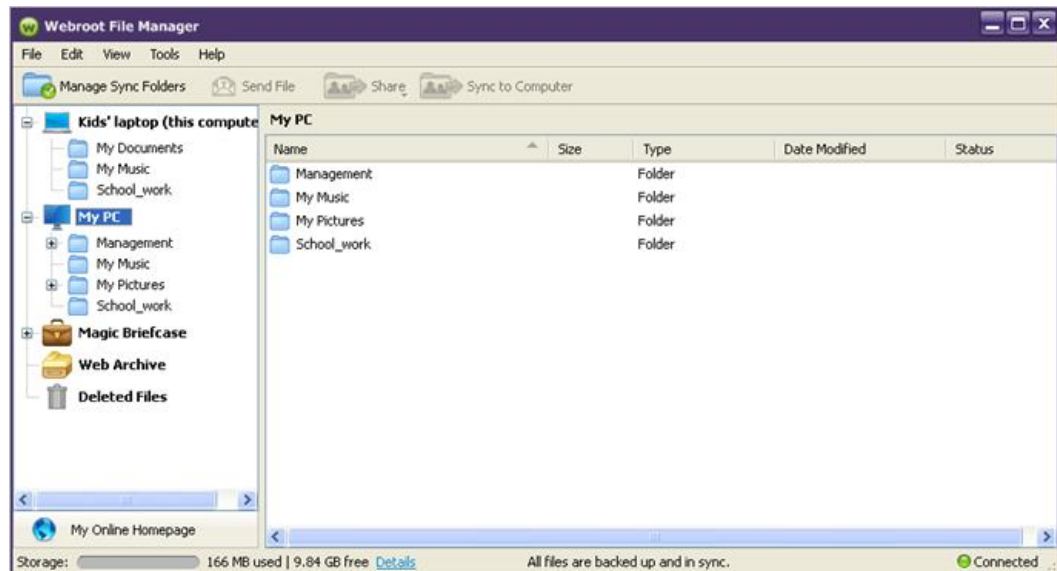 Webroot File Manager
File Edit View Tools Help
Manage Sync Folders Send File Share Sync to Computer
Kids' laptop (this compute
My Documents
My Music
School_work
My PC
Management
My Music
My Pictures
School_work
Magic Briefcase
Web Archive
Deleted Files
My Online Homepage
My PC
Name Size Type Date Modified Status
Management Folder
My Music Folder
My Pictures Folder
School_work Folder
Storage: 166 MB used | 9.84 GB free Details All files are backed up and in sync. Connected